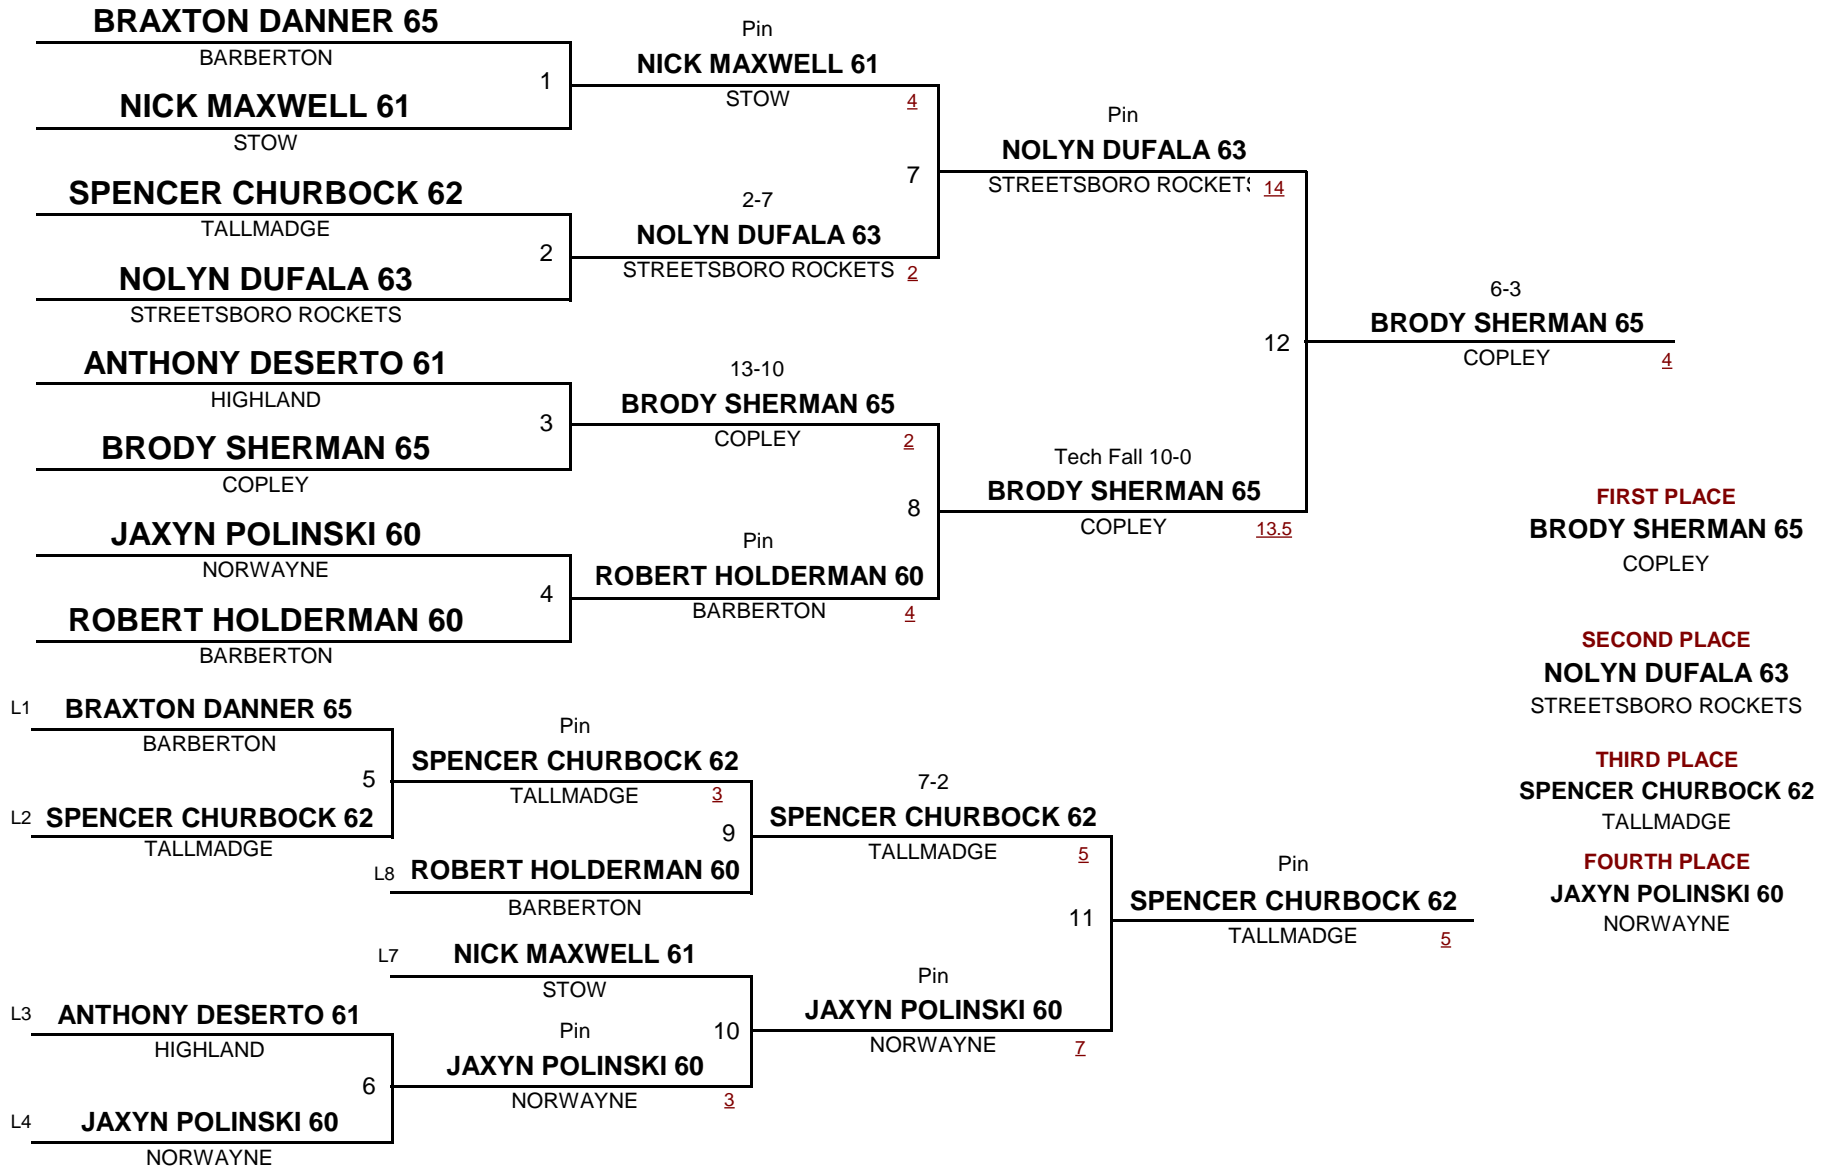 BRAXTON DANNER 65
BARBERTON
1
NICK MAXWELL 61
STOW
SPENCER CHURBOCK 62
TALLMADGE
2
NOLYN DUFALA 63
STREETSBORO ROCKETS
ANTHONY DESERTO 61
HIGHLAND
3
BRODY SHERMAN 65
COPLEY
JAXYN POLINSKI 60
NORWAYNE
4
ROBERT HOLDERMAN 60
BARBERTON
Pin
NICK MAXWELL 61
STOW 4
7
2-7
NOLYN DUFALA 63
STREETSBORO ROCKETS 2
13-10
BRODY SHERMAN 65
COPLEY 2
8
Pin
ROBERT HOLDERMAN 60
BARBERTON 4
Pin
NOLYN DUFALA 63
STREETSBORO ROCKETS 14
12
Tech Fall 10-0
BRODY SHERMAN 65
COPLEY 13.5
6-3
BRODY SHERMAN 65
COPLEY 4
FIRST PLACE
BRODY SHERMAN 65
COPLEY
SECOND PLACE
NOLYN DUFALA 63
STREETSBORO ROCKETS
THIRD PLACE
SPENCER CHURBOCK 62
TALLMADGE
FOURTH PLACE
JAXYN POLINSKI 60
NORWAYNE
L1 BRAXTON DANNER 65
BARBERTON
5
L2 SPENCER CHURBOCK 62
TALLMADGE
Pin
SPENCER CHURBOCK 62
TALLMADGE 3
9
L8 ROBERT HOLDERMAN 60
BARBERTON
L7 NICK MAXWELL 61
STOW
L3 ANTHONY DESERTO 61
HIGHLAND
6
L4 JAXYN POLINSKI 60
NORWAYNE
Pin
10
JAXYN POLINSKI 60
NORWAYNE 3
7-2
SPENCER CHURBOCK 62
TALLMADGE 5
11
Pin
JAXYN POLINSKI 60
NORWAYNE 7
Pin
SPENCER CHURBOCK 62
TALLMADGE 5